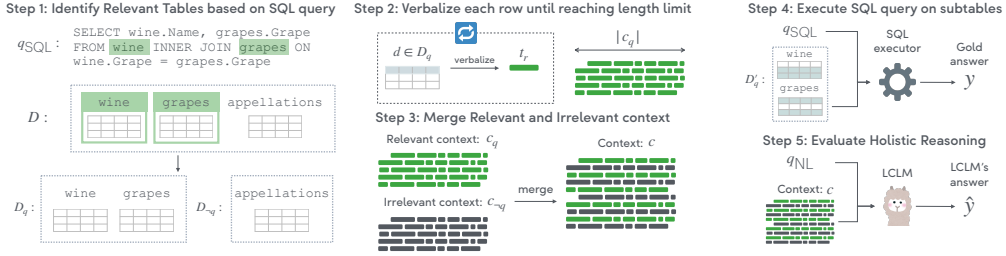 Step 1: Identify Relevant Tables based on SQL query
q_SQL :
SELECT wine.Name, grapes.Grape
FROM wine INNER JOIN grapes ON
wine.Grape = grapes.Grape
D :
wine grapes appellations
D_q :
wine grapes
D_¬q :
appellations
Step 2: Verbalize each row until reaching length limit
d ∈ D_q
verbalize
t_r
|c_q|
Step 3: Merge Relevant and Irrelevant context
Relevant context: c_q
Irrelevant context: c_¬q
merge
Context: c
Step 4: Execute SQL query on subtables
q_SQL
D′_q :
wine
grapes
SQL
executor
Gold
answer
y
Step 5: Evaluate Holistic Reasoning
q_NL
Context: c
LCLM
LCLM's
answer
ŷ